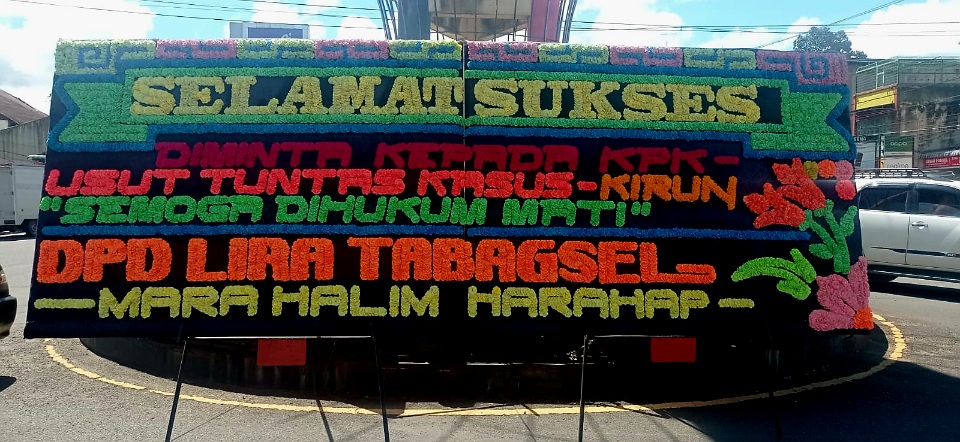 SELAMAT SUKSES
DIMINTA KEPADA KPK-
USUT TUNTAS KASUS-KIRUN
"SEMOGA DIHUKUM MATI"
DPD LIRA TABAGSEL
-MARA HALIM HARAHAP-